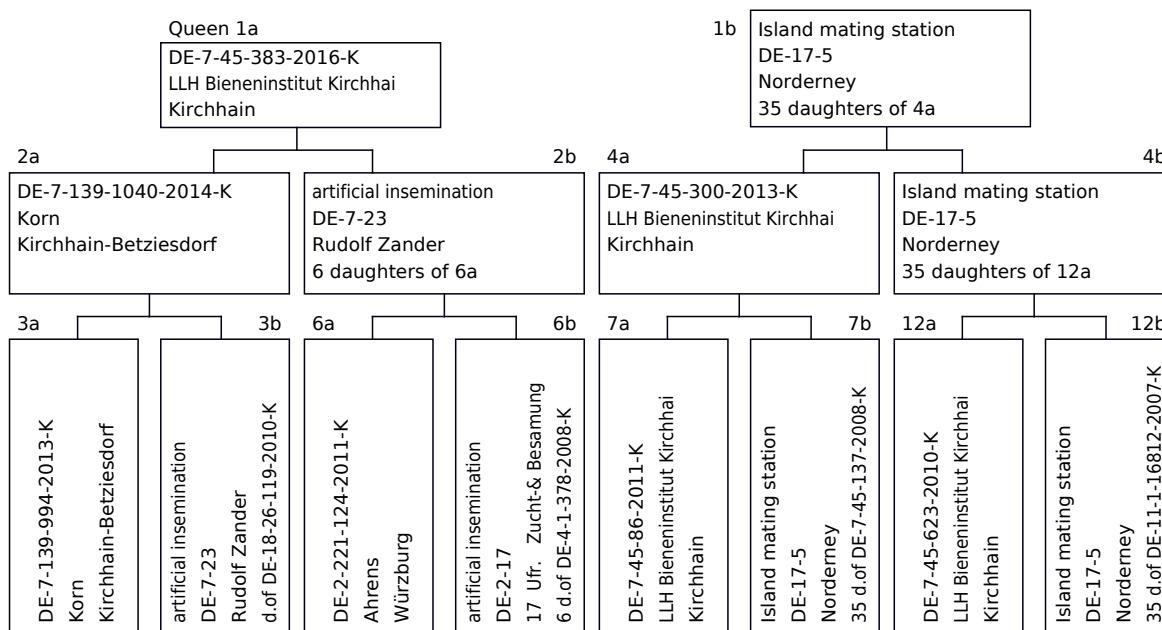 Queen 1a
DE-7-45-383-2016-K
LLH Bieneninstitut Kirchhai
Kirchhain
1b
Island mating station
DE-17-5
Norderney
35 daughters of 4a
2a
DE-7-139-1040-2014-K
Korn
Kirchhain-Betziesdorf
2b
artificial insemination
DE-7-23
Rudolf Zander
6 daughters of 6a
4a
DE-7-45-300-2013-K
LLH Bieneninstitut Kirchhai
Kirchhain
4b
Island mating station
DE-17-5
Norderney
35 daughters of 12a
3a
DE-7-139-994-2013-K
Korn
Kirchhain-Betziesdorf
3b
artificial insemination
DE-7-23
Rudolf Zander
d.of DE-18-26-119-2010-K
6a
DE-2-221-124-2011-K
Ahrens
Würzburg
6b
artificial insemination
DE-2-17
17 Ufr. Zucht-& Besamung
6 d.of DE-4-1-378-2008-K
7a
DE-7-45-86-2011-K
LLH Bieneninstitut Kirchhai
Kirchhain
7b
Island mating station
DE-17-5
Norderney
35 d.of DE-7-45-137-2008-K
12a
DE-7-45-623-2010-K
LLH Bieneninstitut Kirchhai
Kirchhain
12b
Island mating station
DE-17-5
Norderney
35 d.of DE-11-1-16812-2007-K